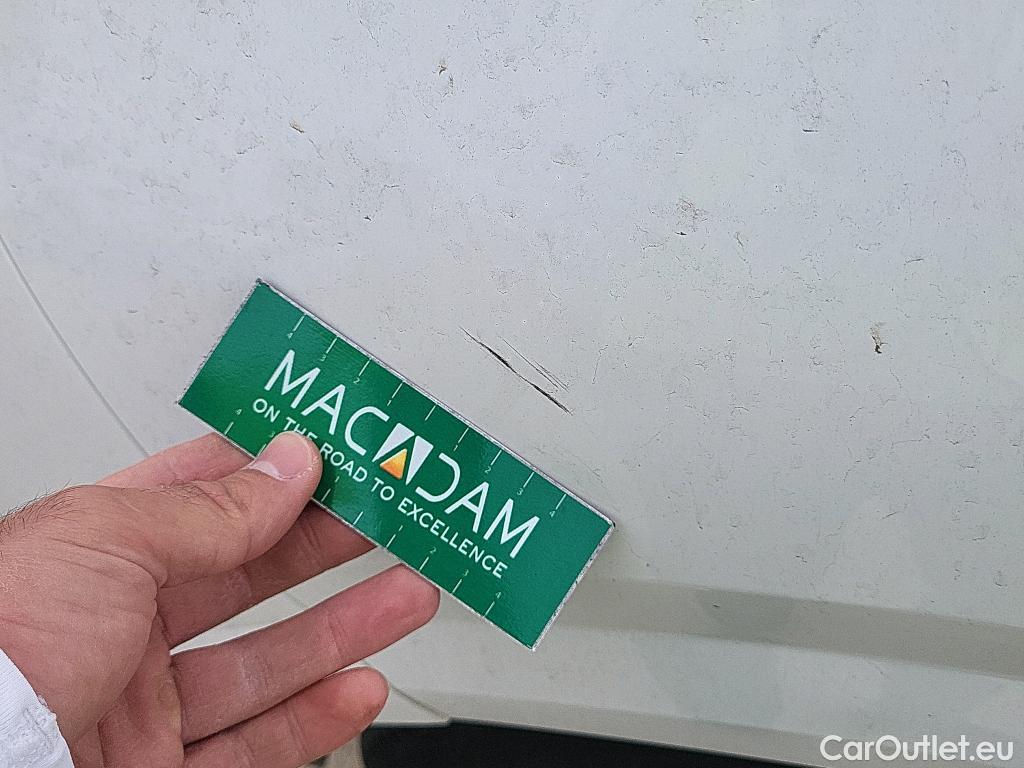 MACADAM
ON THE ROAD TO EXCELLENCE
CarOutlet.eu